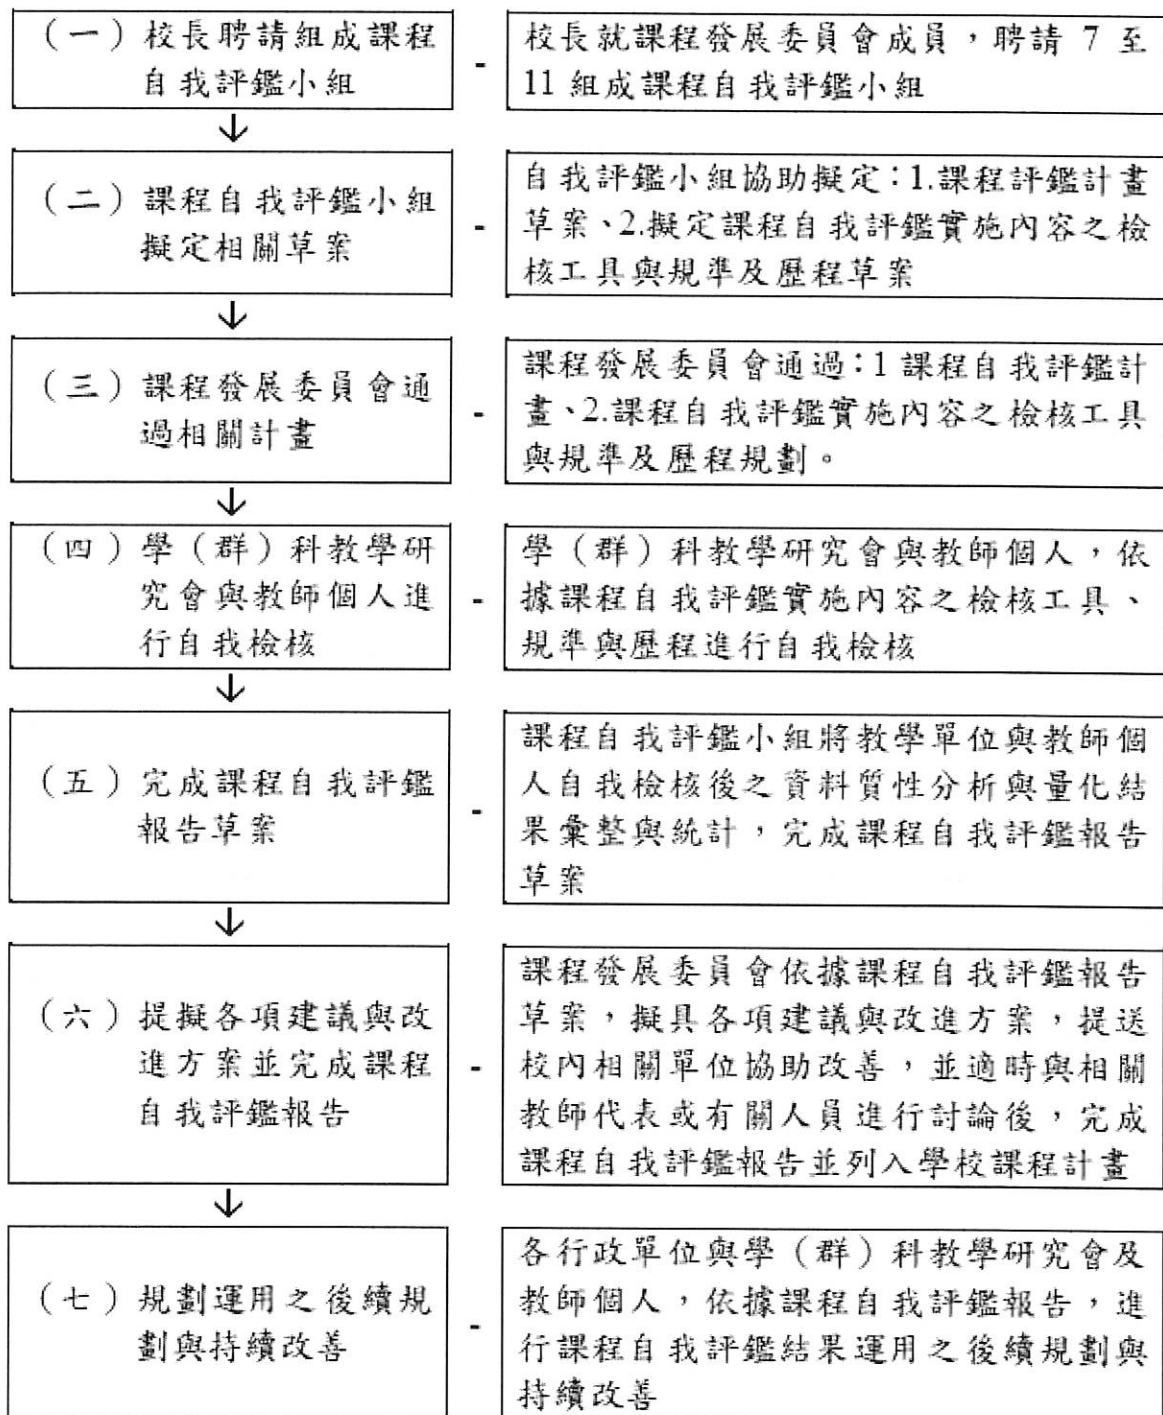 （一）校長聘請組成課程
自我評鑑小組
-
校長就課程發展委員會成員，聘請 7 至
11 組成課程自我評鑑小組
↓
（二）課程自我評鑑小組
擬定相關草案
-
自我評鑑小組協助擬定：1.課程評鑑計畫
草案、2.擬定課程自我評鑑實施內容之檢
核工具與規準及歷程草案
↓
（三）課程發展委員會通
過相關計畫
-
課程發展委員會通過：1 課程自我評鑑計
畫、2.課程自我評鑑實施內容之檢核工具
與規準及歷程規劃。
↓
（四）學（群）科教學研
究會與教師個人進
行自我檢核
-
學（群）科教學研究會與教師個人，依
據課程自我評鑑實施內容之檢核工具、
規準與歷程進行自我檢核
↓
（五）完成課程自我評鑑
報告草案
-
課程自我評鑑小組將教學單位與教師個
人自我檢核後之資料質性分析與量化結
果彙整與統計，完成課程自我評鑑報告
草案
↓
（六）提擬各項建議與改
進方案並完成課程
自我評鑑報告
-
課程發展委員會依據課程自我評鑑報告
草案，擬具各項建議與改進方案，提送
校內相關單位協助改善，並適時與相關
教師代表或有關人員進行討論後，完成
課程自我評鑑報告並列入學校課程計畫
↓
（七）規劃運用之後續規
劃與持續改善
-
各行政單位與學（群）科教學研究會及
教師個人，依據課程自我評鑑報告，進
行課程自我評鑑結果運用之後續規劃與
持續改善